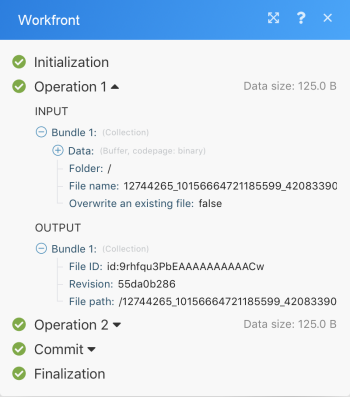 Workfront ?
Initialization
Operation 1 Data size: 125.0 B
INPUT
Bundle 1: (Collection)
Data: (Buffer, codepage: binary)
Folder: /
File name: 12744265_10156664721185599_42083390
Overwrite an existing file: false
OUTPUT
Bundle 1: (Collection)
File ID: id:9rhfqu3PbEAAAAAAAAAACw
Revision: 55da0b286
File path: /12744265_10156664721185599_42083390
Operation 2 Data size: 125.0 B
Commit
Finalization